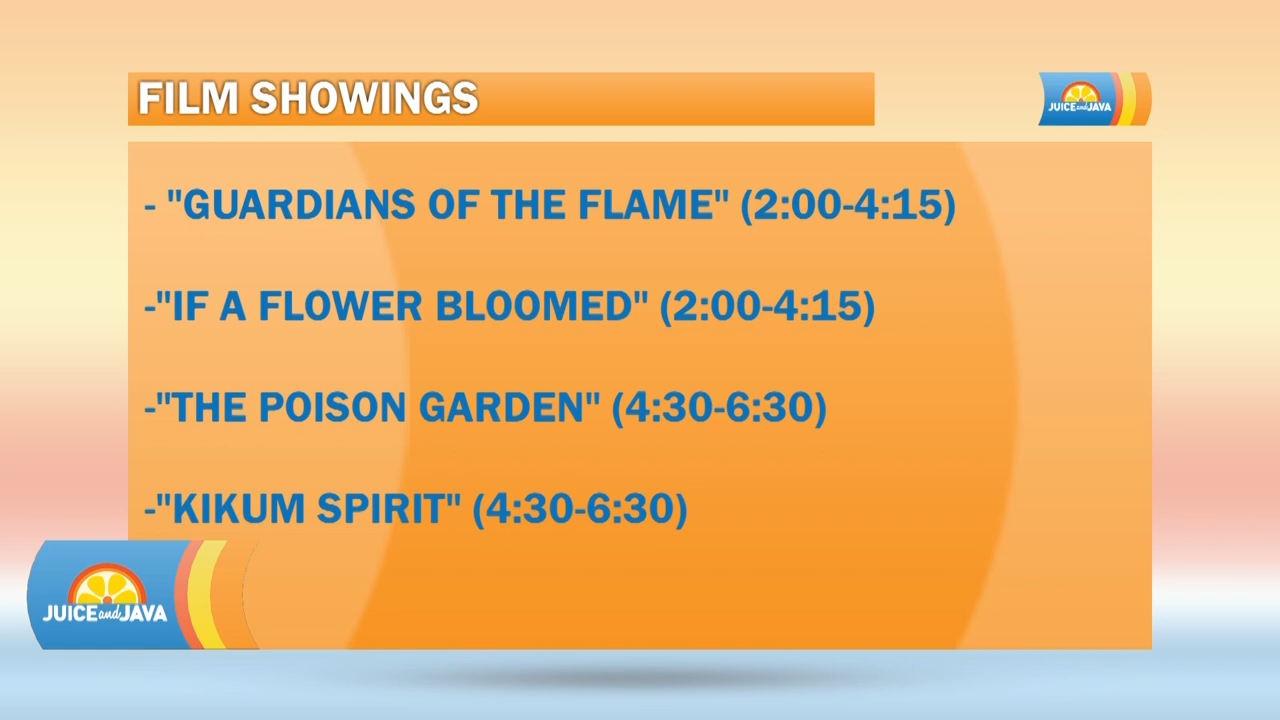 FILM SHOWINGS
JUICE and JAVA
- "GUARDIANS OF THE FLAME" (2:00-4:15)
-"IF A FLOWER BLOOMED" (2:00-4:15)
-"THE POISON GARDEN" (4:30-6:30)
-"KIKUM SPIRIT" (4:30-6:30)
JUICE and JAVA